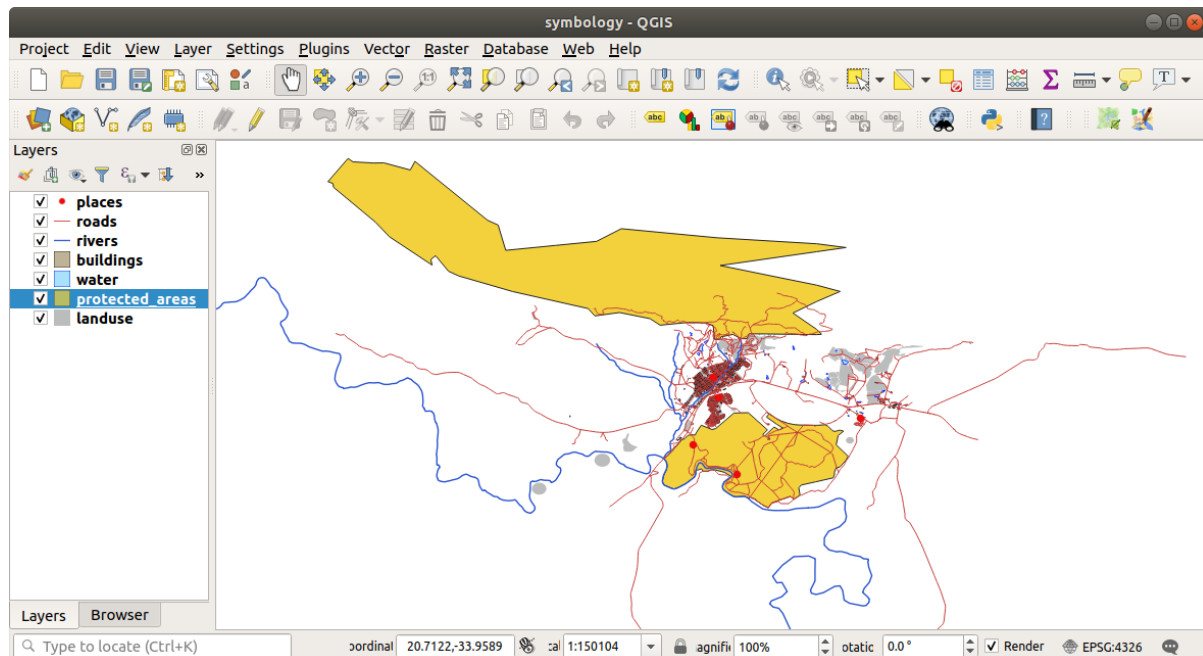 symbology - QGIS
Project Edit View Layer Settings Plugins Vector Raster Database Web Help
Layers
places
roads
rivers
buildings
water
protected_areas
landuse
Layers Browser
Type to locate (Ctrl+K) oordinal 20.7122,-33.9589 cal 1:150104 agnifi 100% otatic 0.0 ° Render EPSG:4326